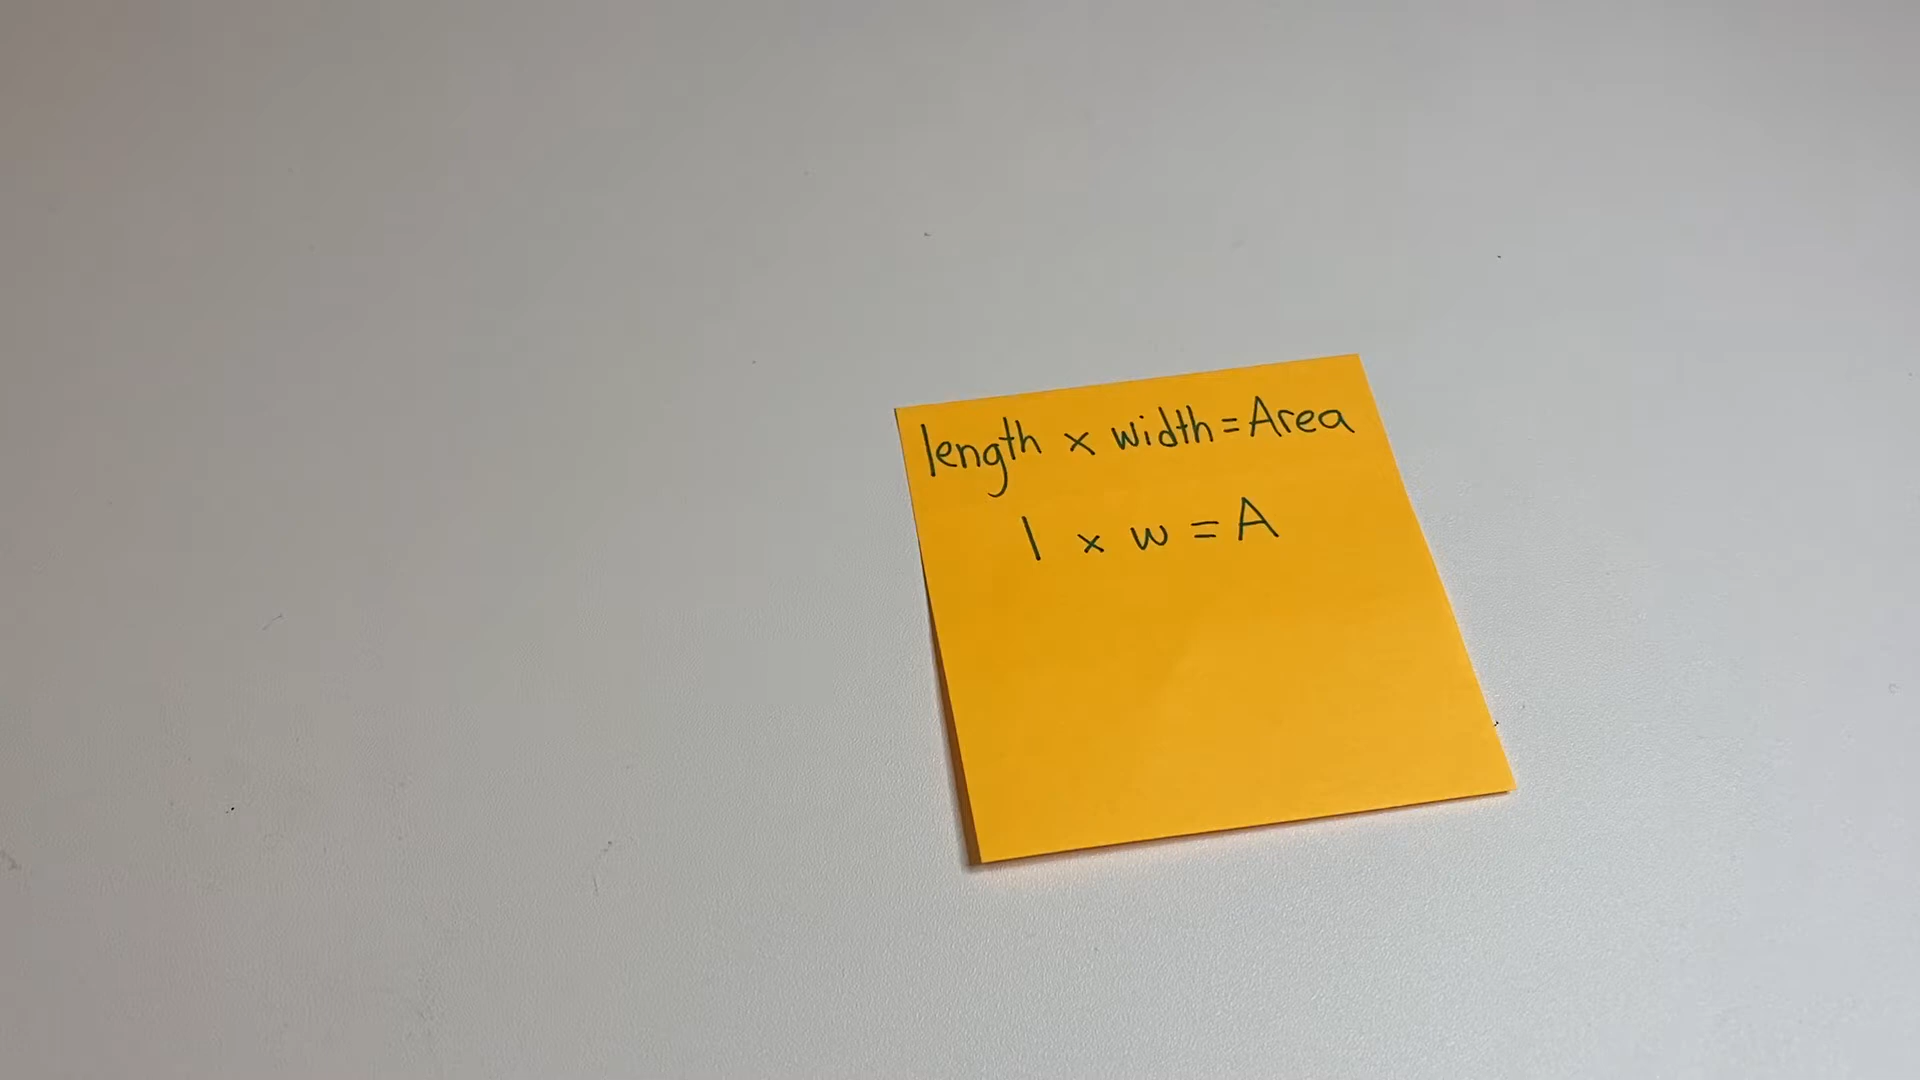 length x width = Area
l x w = A